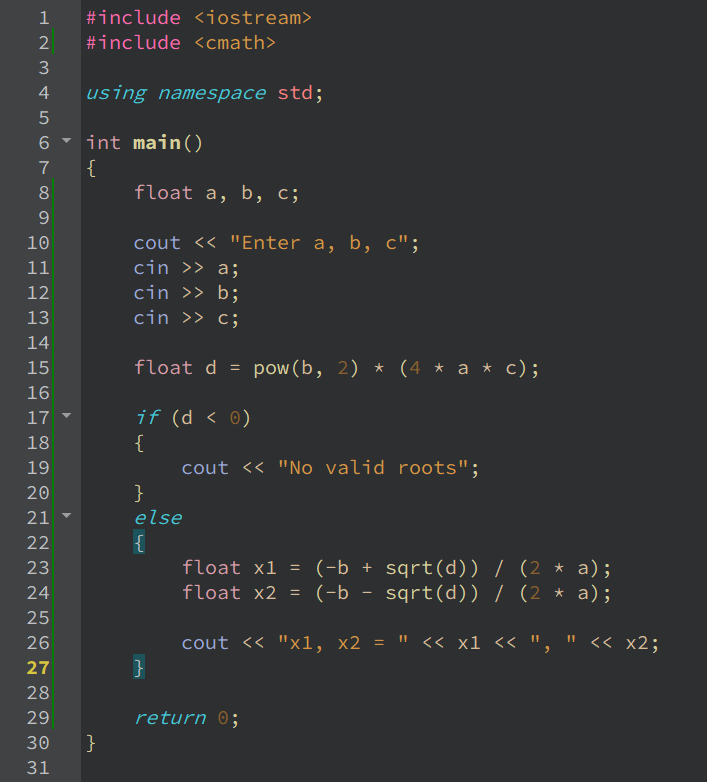 1 #include <iostream>
2 #include <cmath>
3
4 using namespace std;
5
6 int main()
7 {
8     float a, b, c;
9
10     cout << "Enter a, b, c";
11     cin >> a;
12     cin >> b;
13     cin >> c;
14
15     float d = pow(b, 2) * (4 * a * c);
16
17     if (d < 0)
18     {
19         cout << "No valid roots";
20     }
21     else
22     {
23         float x1 = (-b + sqrt(d)) / (2 * a);
24         float x2 = (-b - sqrt(d)) / (2 * a);
25
26         cout << "x1, x2 = " << x1 << ", " << x2;
27     }
28
29     return 0;
30 }
31